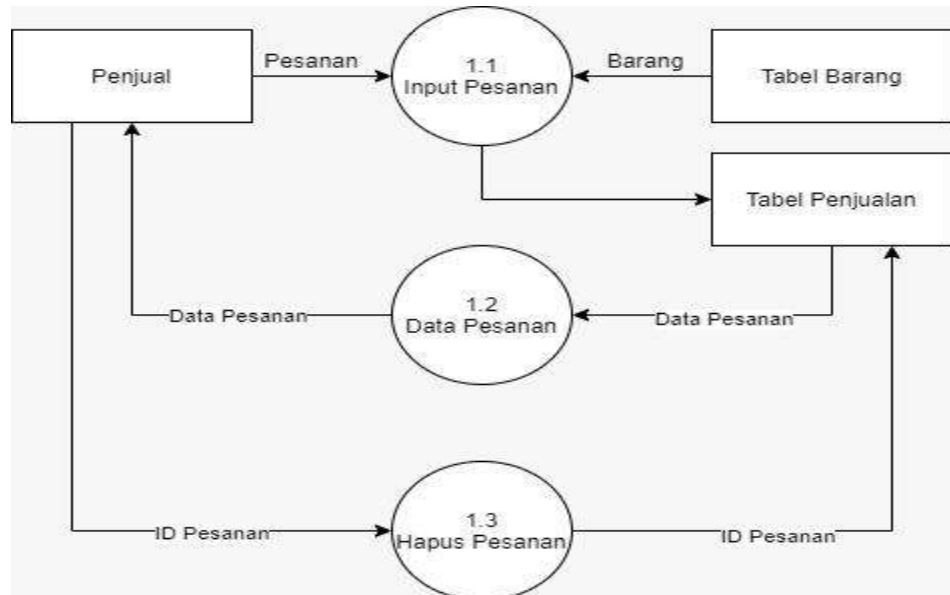 Penjual
Pesanan
1.1
Input Pesanan
Barang
Tabel Barang
Tabel Penjualan
Data Pesanan
1.2
Data Pesanan
Data Pesanan
ID Pesanan
1.3
Hapus Pesanan
ID Pesanan